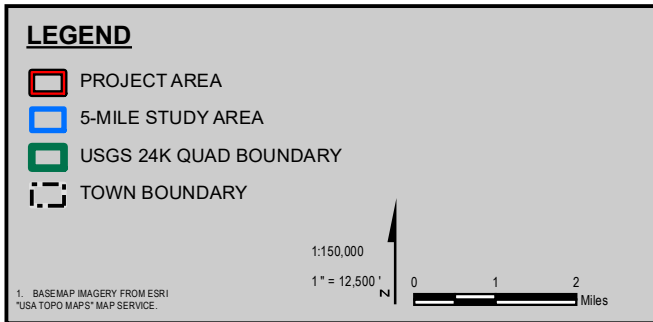 LEGEND
PROJECT AREA
5-MILE STUDY AREA
USGS 24K QUAD BOUNDARY
TOWN BOUNDARY
1:150,000
1 " = 12,500 '
N
0 1 2
Miles
1. BASEMAP IMAGERY FROM ESRI
"USA TOPO MAPS" MAP SERVICE.